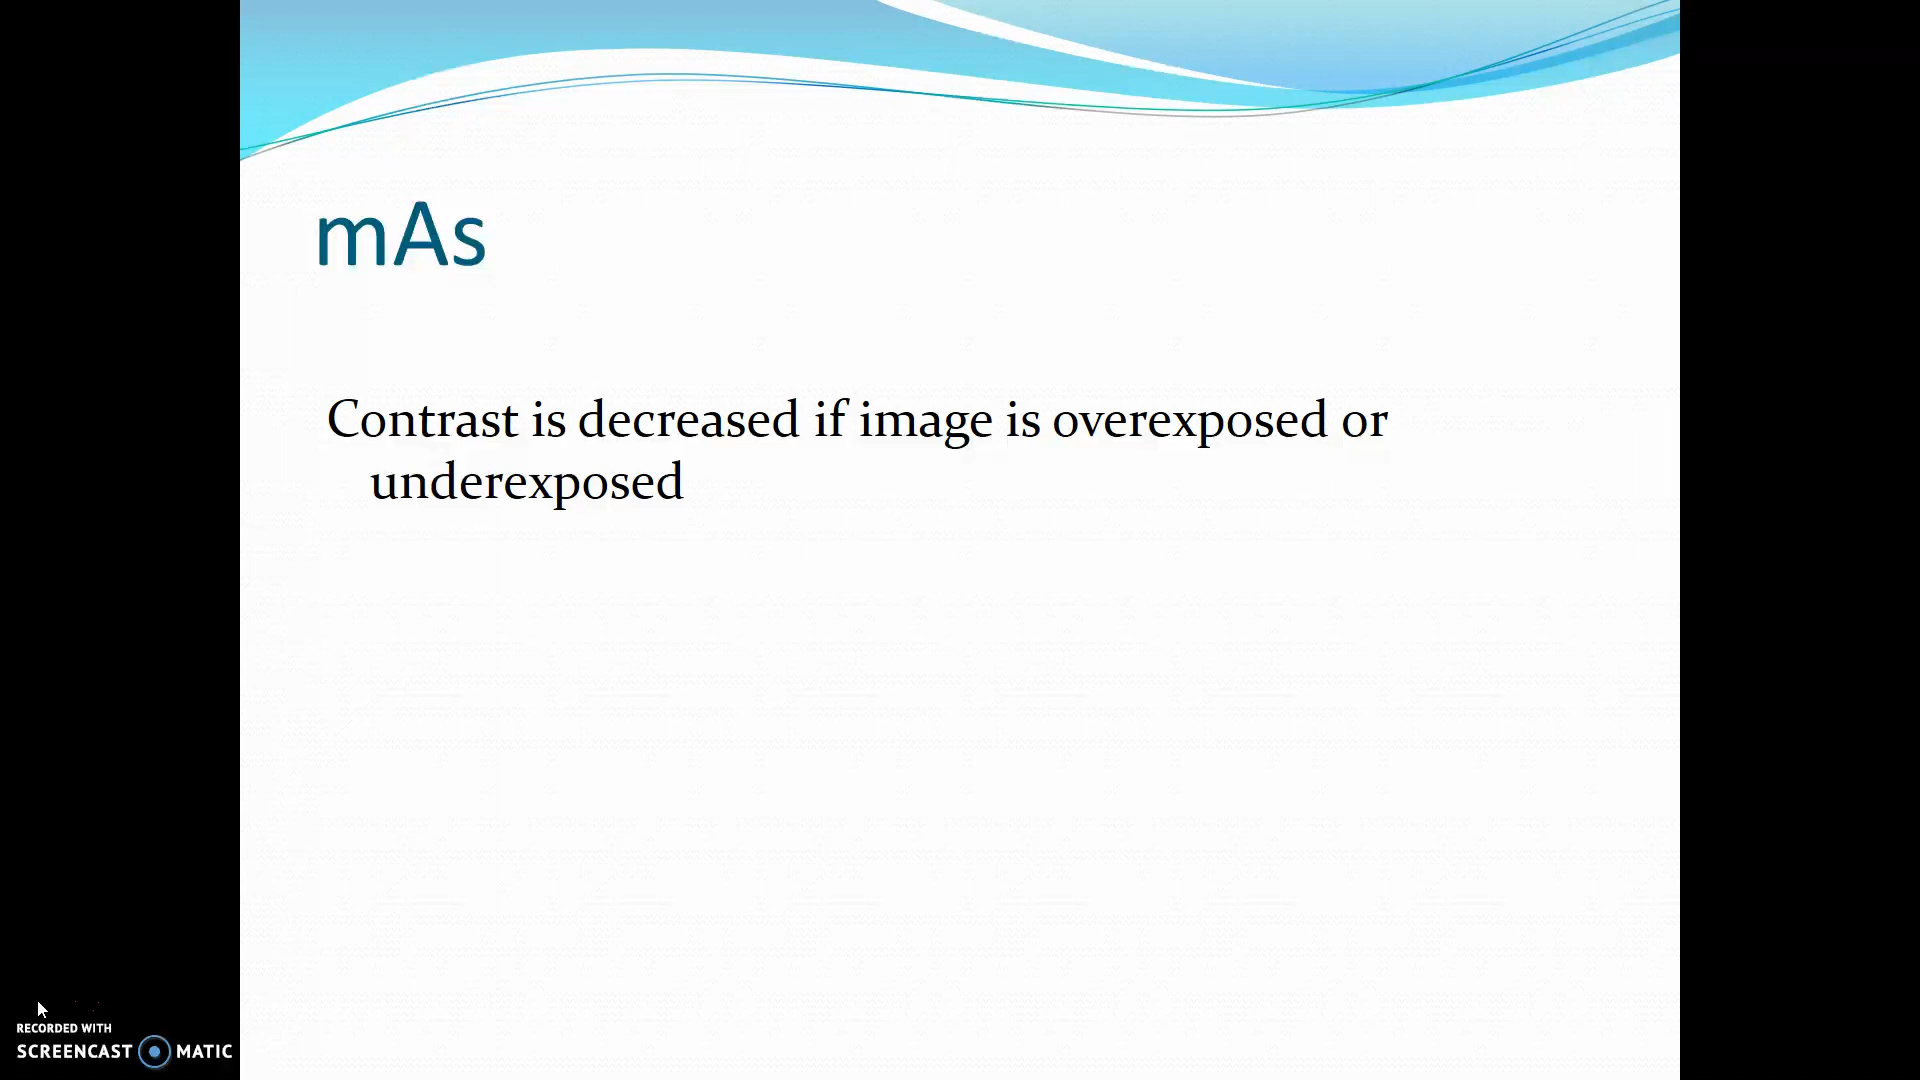 mAs
Contrast is decreased if image is overexposed or
underexposed
RECORDED WITH
SCREENCAST MATIC